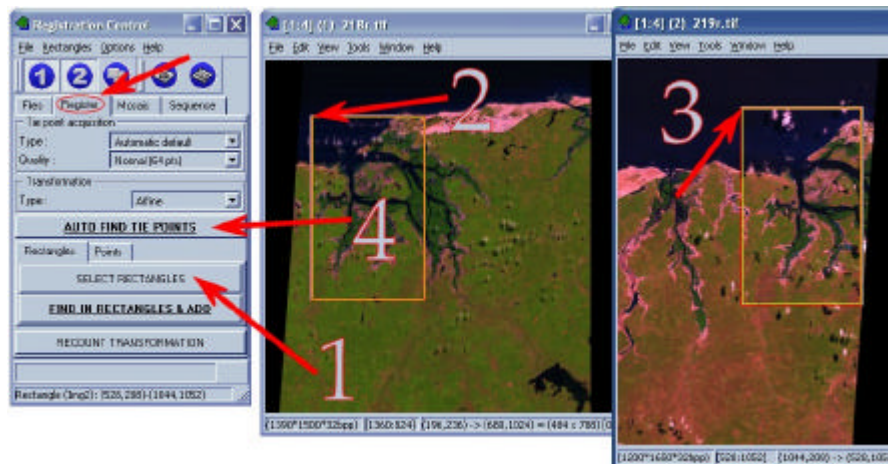 Registration Control
File Rectangles Options Help
1 2
Files Register Mosaic Sequence
Tie point acquisition
Type: Automatic default
Quality: Normal (64 pts)
Transformation
Type: Affine
AUTO FIND TIE POINTS
Rectangles Points
SELECT RECTANGLES
FIND IN RECTANGLES & ADD
RECOUNT TRANSFORMATION
Rectangle (Img2): (528,208)-(1044,1052)
[1:4] (1) 218r.tif
File Edit View Tools Window Help
(1390*1500*32bpp) [1360:824] (196,236) -> (680,1024) = (484 x 788)
[1:4] (2) 219r.tif
File Edit View Tools Window Help
[528:1052] (1044,208) -> (528,105
1
2
3
4